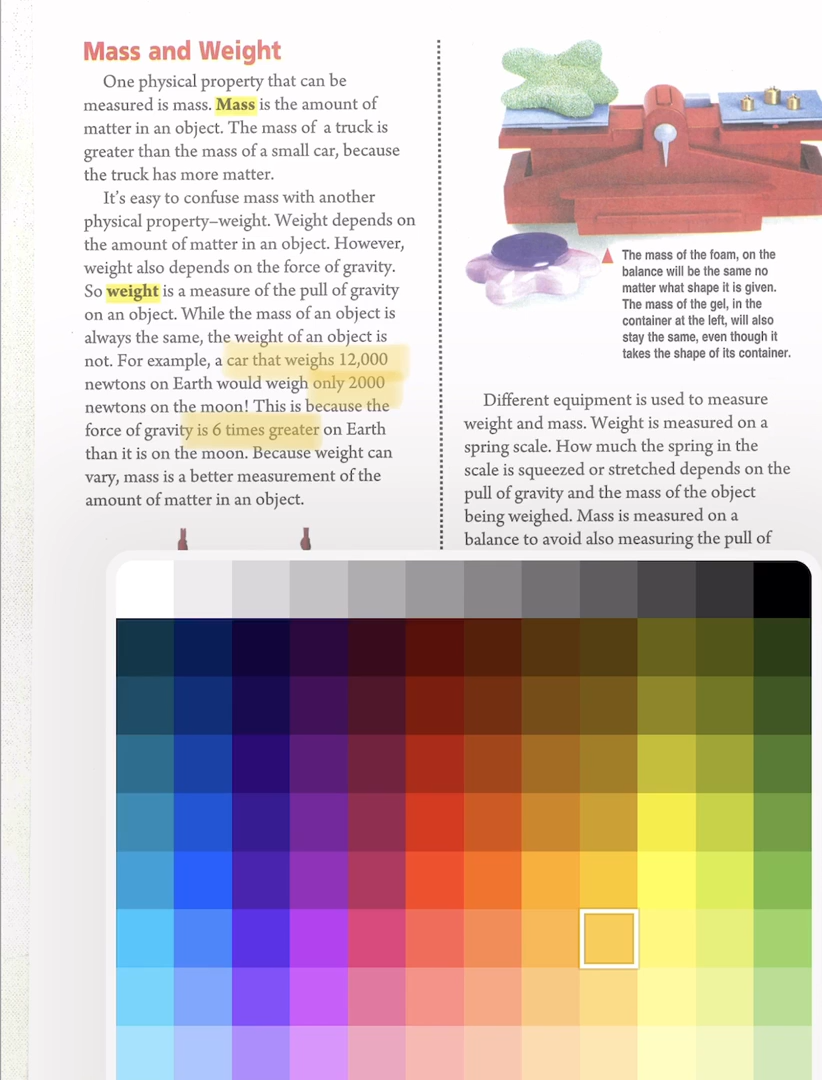 Mass and Weight
One physical property that can be
measured is mass. Mass is the amount of
matter in an object. The mass of a truck is
greater than the mass of a small car, because
the truck has more matter.
It's easy to confuse mass with another
physical property–weight. Weight depends on
the amount of matter in an object. However,
weight also depends on the force of gravity.
So weight is a measure of the pull of gravity
on an object. While the mass of an object is
always the same, the weight of an object is
not. For example, a car that weighs 12,000
newtons on Earth would weigh only 2000
newtons on the moon! This is because the
force of gravity is 6 times greater on Earth
than it is on the moon. Because weight can
vary, mass is a better measurement of the
amount of matter in an object.
The mass of the foam, on the
balance will be the same no
matter what shape it is given.
The mass of the gel, in the
container at the left, will also
stay the same, even though it
takes the shape of its container.
Different equipment is used to measure
weight and mass. Weight is measured on a
spring scale. How much the spring in the
scale is squeezed or stretched depends on the
pull of gravity and the mass of the object
being weighed. Mass is measured on a
balance to avoid also measuring the pull of